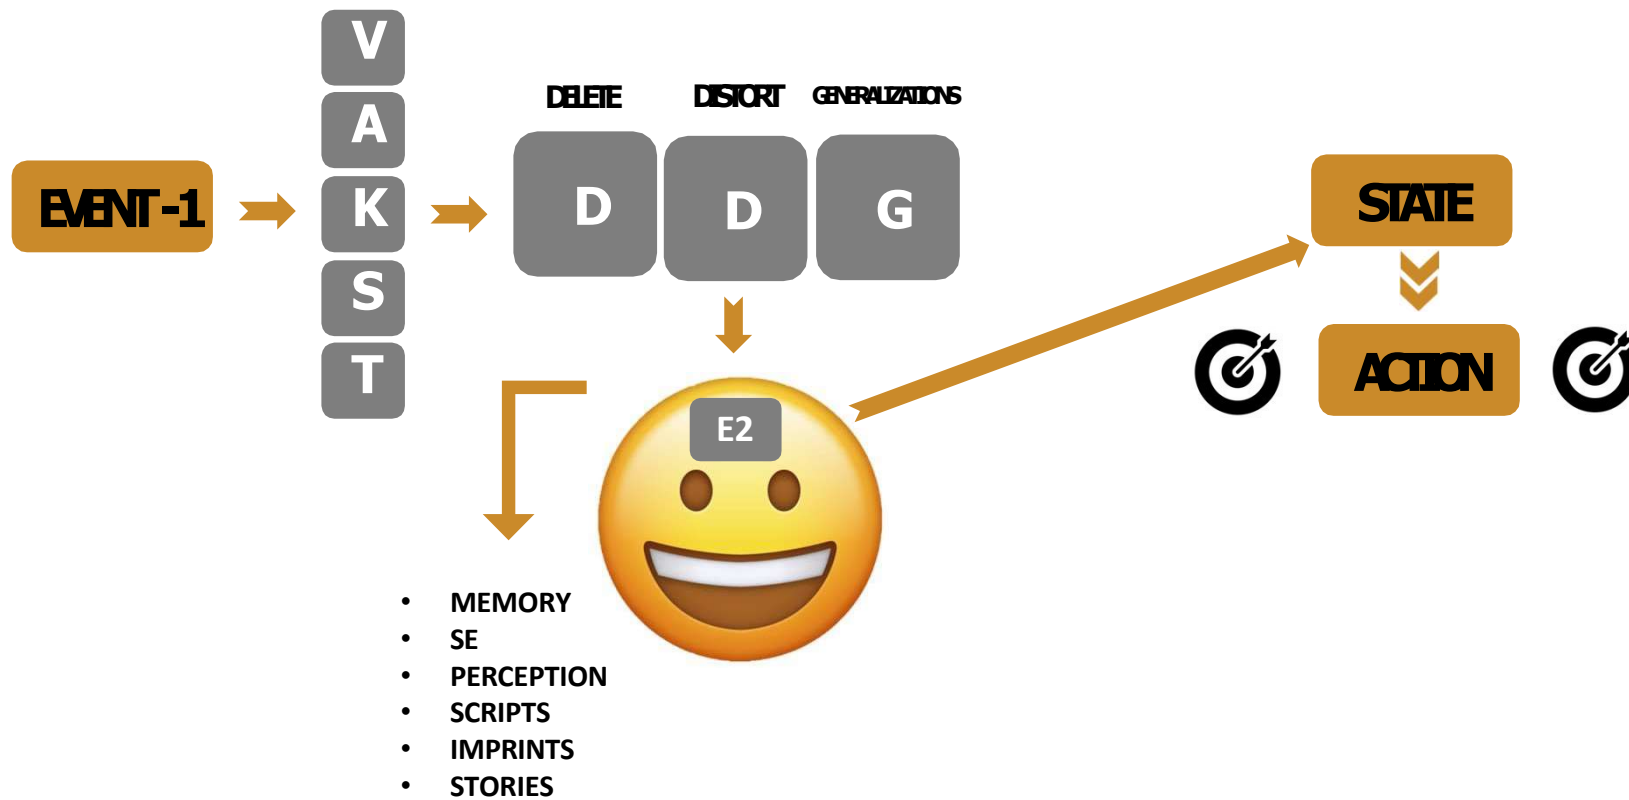 EVENT-1
V
A
K
S
T
DELETE
DISTORT
GENERALIZATIONS
D
D
G
E2
STATE
ACTION
• MEMORY
• SE
• PERCEPTION
• SCRIPTS
• IMPRINTS
• STORIES